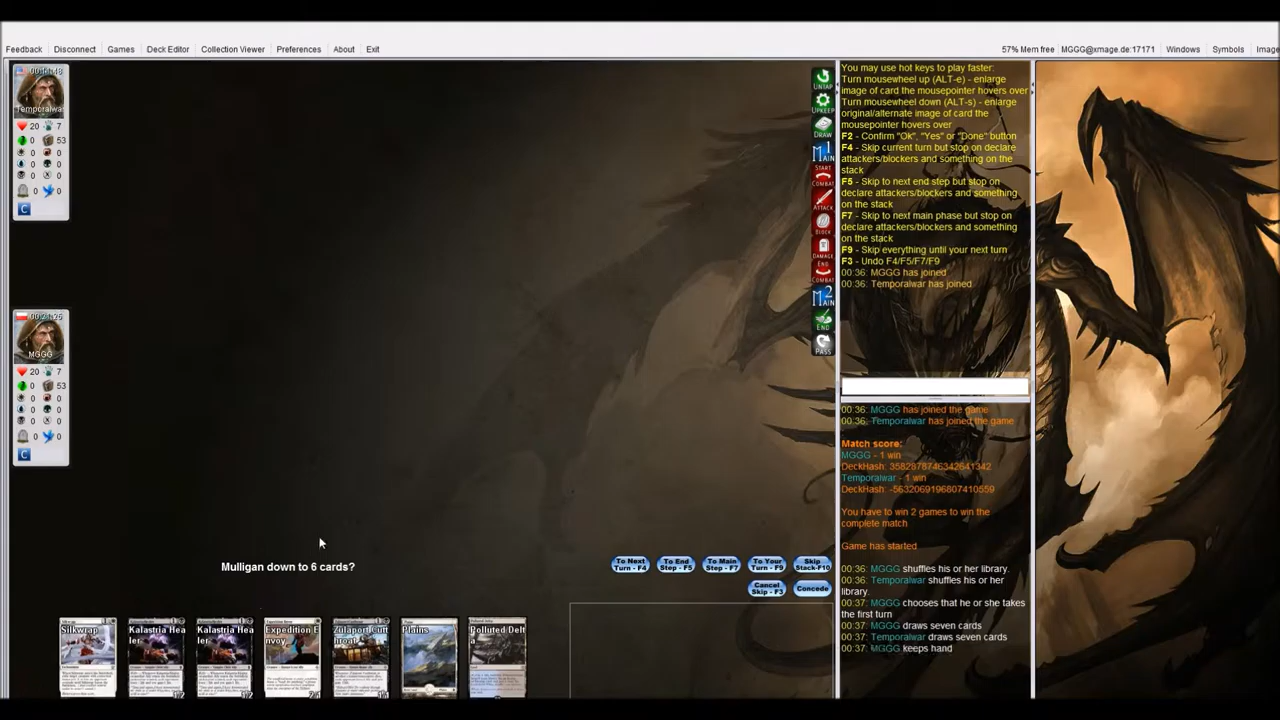 Feedback Disconnect Games Deck Editor Collection Viewer Preferences About Exit 57% Mem free MGGG@xmage.de:17171 Windows Symbols Image
Temporalwar
20 7
0 53
0 0
0 0
0 0
0 0
C
MGGG
20 7
0 53
0 0
0 0
0 0
0 0
C
UNTAP
UPKEEP
DRAW
M1
MAIN
START
COMBAT
ATTACK
BLOCK
DAMAGE
END
COMBAT
M2
MAIN
END
PASS
You may use hot keys to play faster:
Turn mousewheel up (ALT-e) - enlarge
image of card the mousepointer hovers over
Turn mousewheel down (ALT-s) - enlarge
original/alternate image of card the
mousepointer hovers over
F2 - Confirm "Ok", "Yes" or "Done" button
F4 - Skip current turn but stop on declare
attackers/blockers and something on the
stack
F5 - Skip to next end step but stop on
declare attackers/blockers and something
on the stack
F7 - Skip to next main phase but stop on
declare attackers/blockers and something
on the stack
F9 - Skip everything until your next turn
F3 - Undo F4/F5/F7/F9
00:36: MGGG has joined
00:36: Temporalwar has joined
00:36: MGGG has joined the game
00:36: Temporalwar has joined the game
Match score:
MGGG - 1 win
DeckHash: 3582878746342641342
Temporalwar - 1 win
DeckHash: -5632069196807410559
You have to win 2 games to win the
complete match
Game has started
00:36: MGGG shuffles his or her library.
00:36: Temporalwar shuffles his or her
library.
00:37: MGGG chooses that he or she takes
the first turn
00:37: MGGG draws seven cards
00:37: Temporalwar draws seven cards
00:37: MGGG keeps hand
Mulligan down to 6 cards?
To Next Turn - F4
To End Step - F5
To Main Step - F7
To Your Turn - F9
Skip Stack-F10
Cancel Skip - F3
Concede
Silkwrap
Kalastria Healer
Kalastria Healer
Expedition Envoy
Zulaport Cutthroat
Plains
Polluted Delta